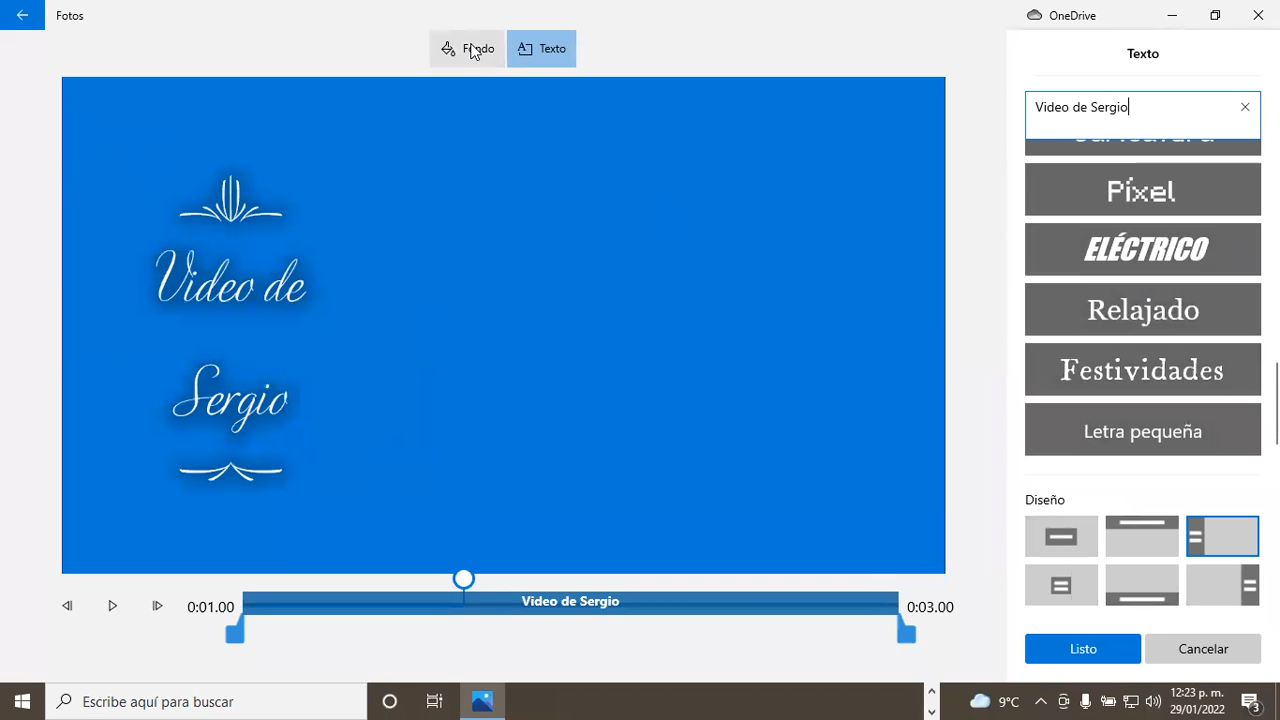 Fotos
OneDrive
Fondo
Texto
Texto
Video de Sergio
Píxel
ELÉCTRICO
Relajado
Festividades
Letra pequeña
Diseño
Listo
Cancelar
Video de
Sergio
0:01.00
Video de Sergio
0:03.00
Escribe aquí para buscar
9°C
12:23 p. m.
29/01/2022
3